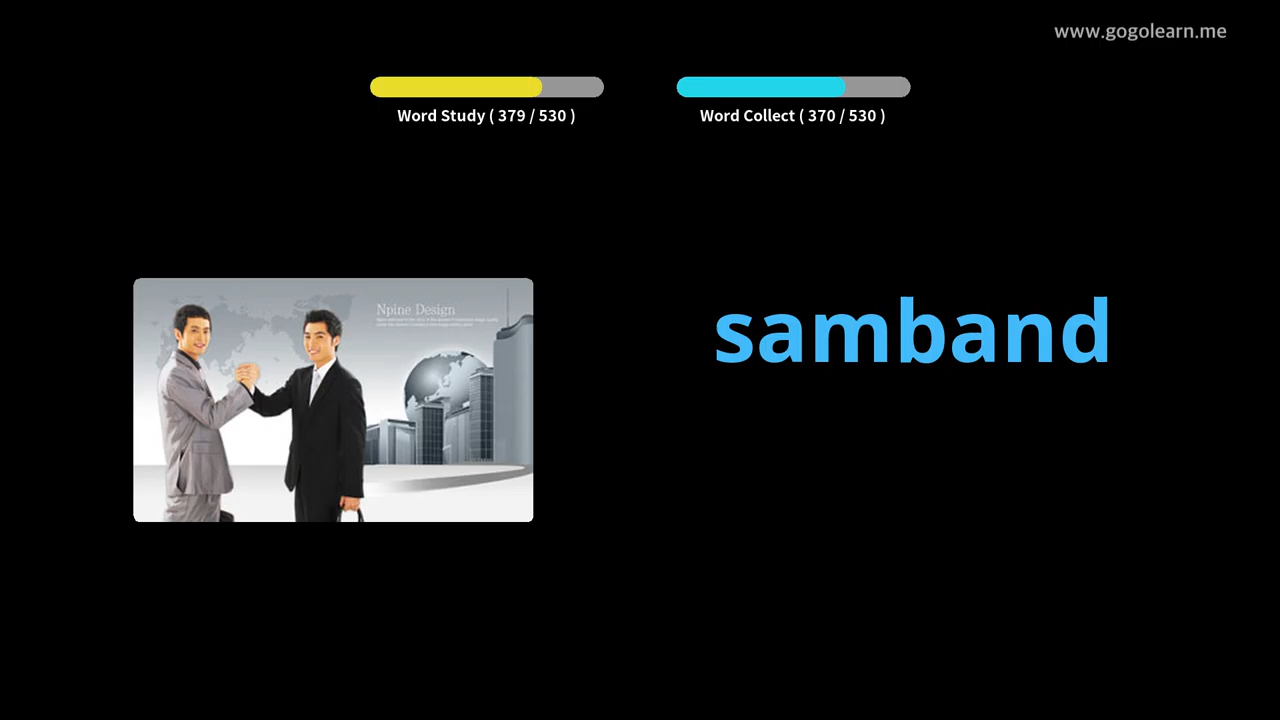 www.gogolearn.me
Word Study ( 379 / 530 )
Word Collect ( 370 / 530 )
Npine Design
samband